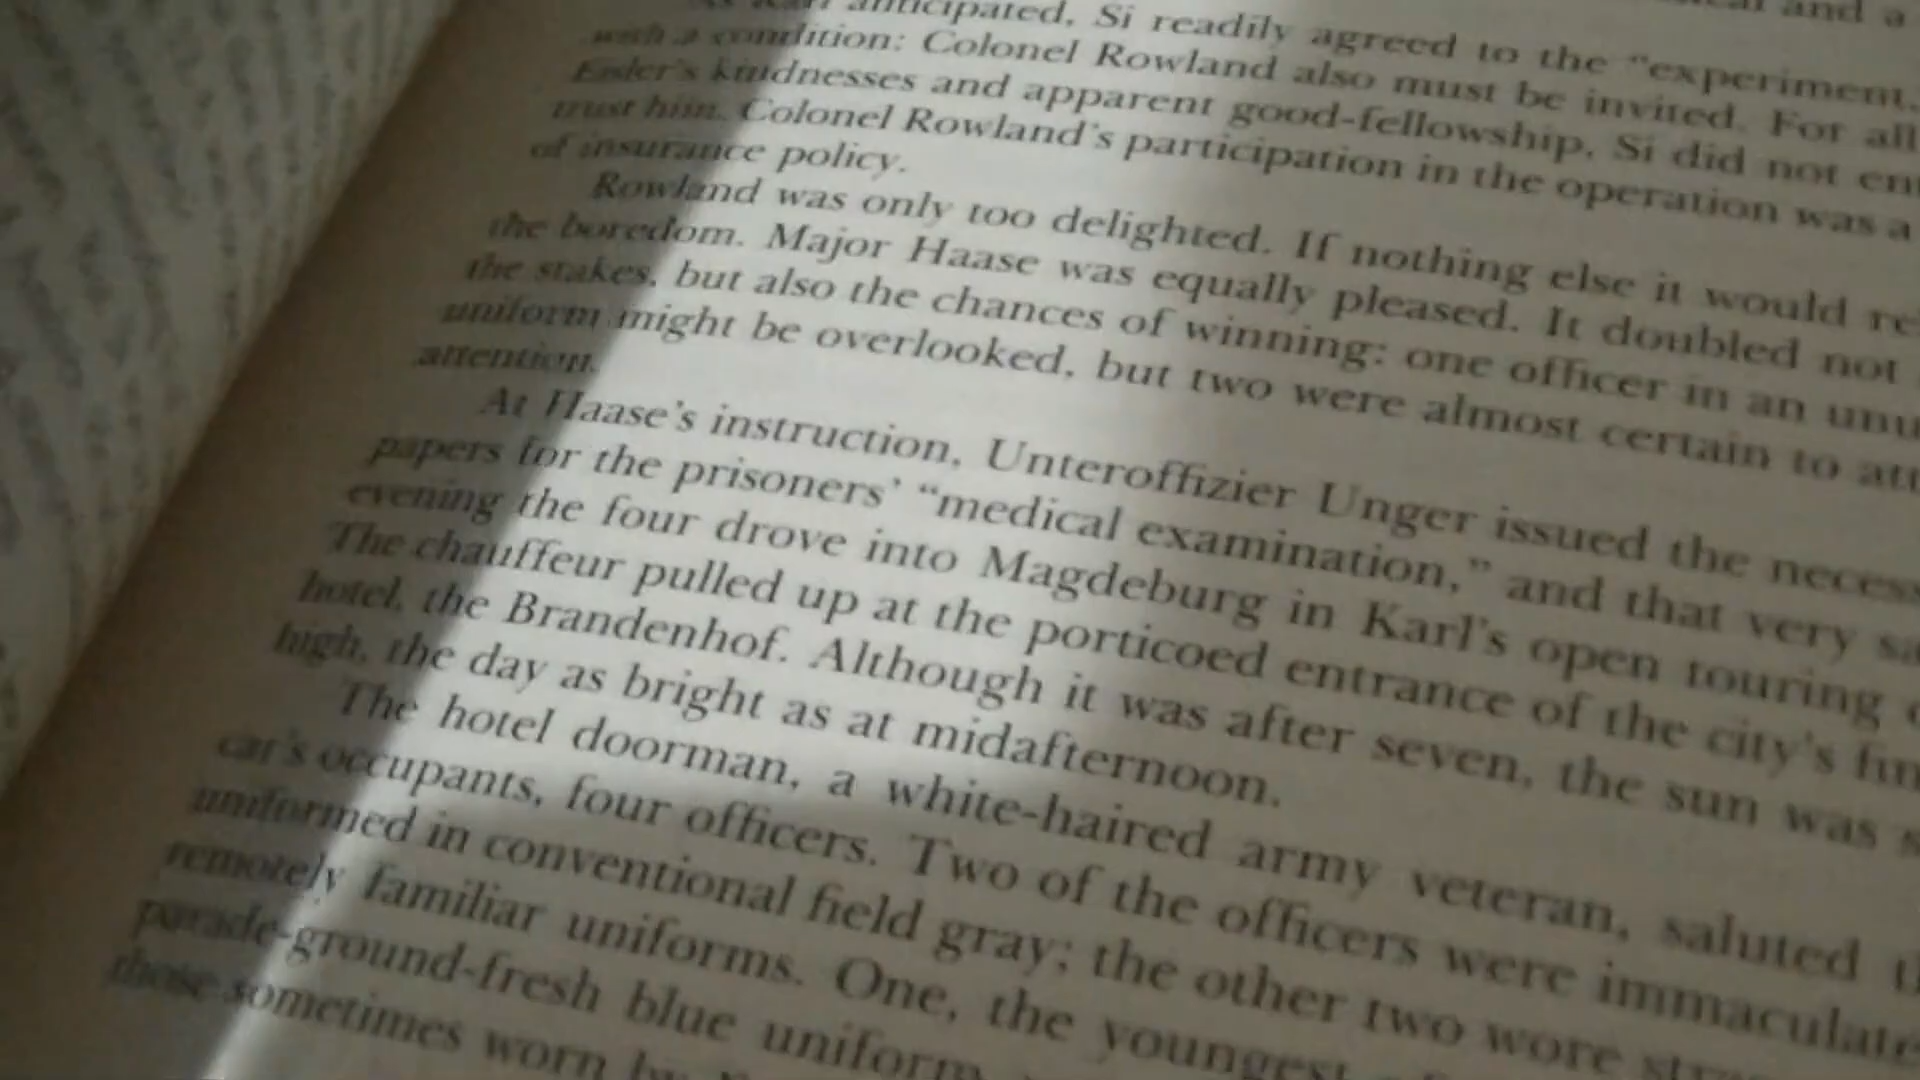 anticipated, Si readily agreed to the "experiment,
with a condition: Colonel Rowland also must be invited. For all
Ender's kindnesses and apparent good-fellowship, Si did not ent
trust him. Colonel Rowland's participation in the operation was a
of insurance policy.
Rowland was only too delighted. If nothing else it would re
the boredom. Major Haase was equally pleased. It doubled not
the stakes, but also the chances of winning: one officer in an unu
uniform might be overlooked, but two were almost certain to att
attention.
At Haase's instruction, Unteroffizier Unger issued the necess
papers for the prisoners' "medical examination," and that very sa
evening the four drove into Magdeburg in Karl's open touring c
The chauffeur pulled up at the porticoed entrance of the city's fin
hotel, the Brandenhof. Although it was after seven, the sun was s
high, the day as bright as at midafternoon.
The hotel doorman, a white-haired army veteran, saluted th
car's occupants, four officers. Two of the officers were immaculate
uniformed in conventional field gray; the other two wore stra
remotely familiar uniforms. One, the youngest
parade-ground-fresh blue uniform
those sometimes worn by